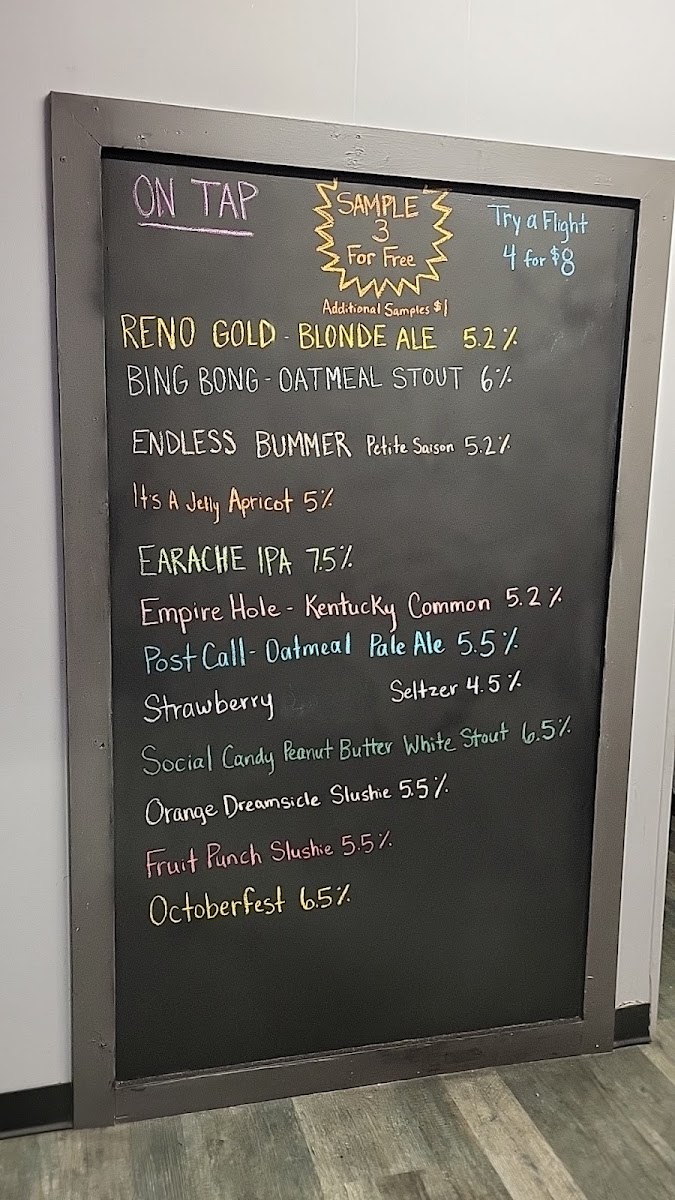 ON TAP
SAMPLE
3
For Free
Additional Samples $1
Try a Flight
4 for $8
RENO GOLD - BLONDE ALE 5.2%
BING BONG - OATMEAL STOUT 6%
ENDLESS BUMMER Petite Saison 5.2%
It's A Jelly Apricot 5%
EARACHE IPA 7.5%
Empire Hole - Kentucky Common 5.2%
Post Call - Oatmeal Pale Ale 5.5%
Strawberry Seltzer 4.5%
Social Candy Peanut Butter White Stout 6.5%
Orange Dreamsicle Slushie 5.5%
Fruit Punch Slushie 5.5%
Octoberfest 6.5%